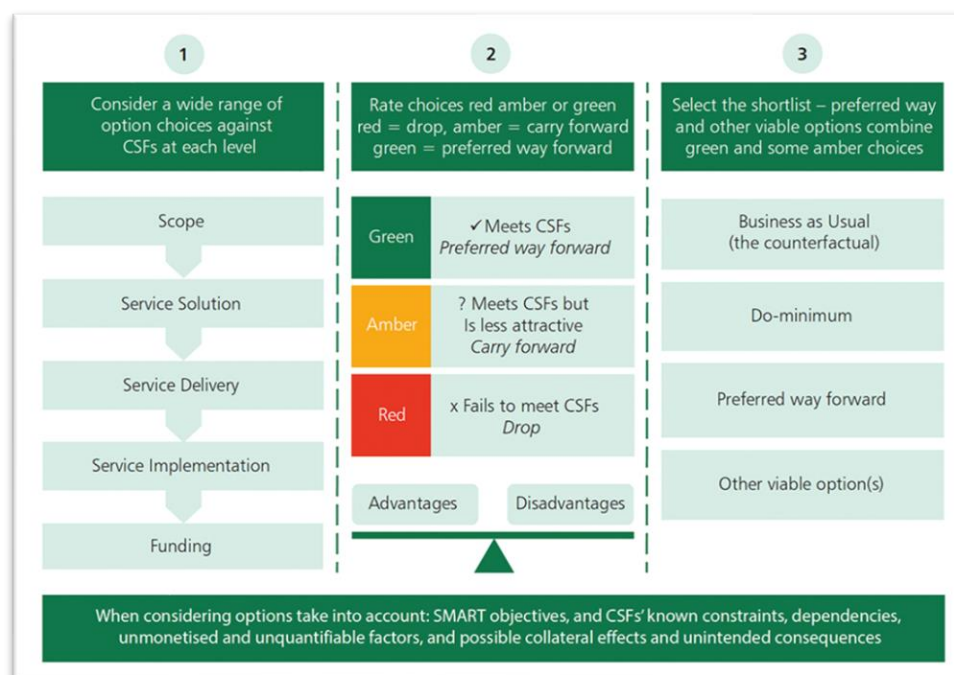 1
Consider a wide range of
option choices against
CSFs at each level
Scope
Service Solution
Service Delivery
Service Implementation
Funding
2
Rate choices red amber or green
red = drop, amber = carry forward
green = preferred way forward
Green
✓ Meets CSFs
Preferred way forward
Amber
? Meets CSFs but
Is less attractive
Carry forward
Red
x Fails to meet CSFs
Drop
Advantages
Disadvantages
3
Select the shortlist – preferred way
and other viable options combine
green and some amber choices
Business as Usual
(the counterfactual)
Do-minimum
Preferred way forward
Other viable option(s)
When considering options take into account: SMART objectives, and CSFs’ known constraints, dependencies,
unmonetised and unquantifiable factors, and possible collateral effects and unintended consequences